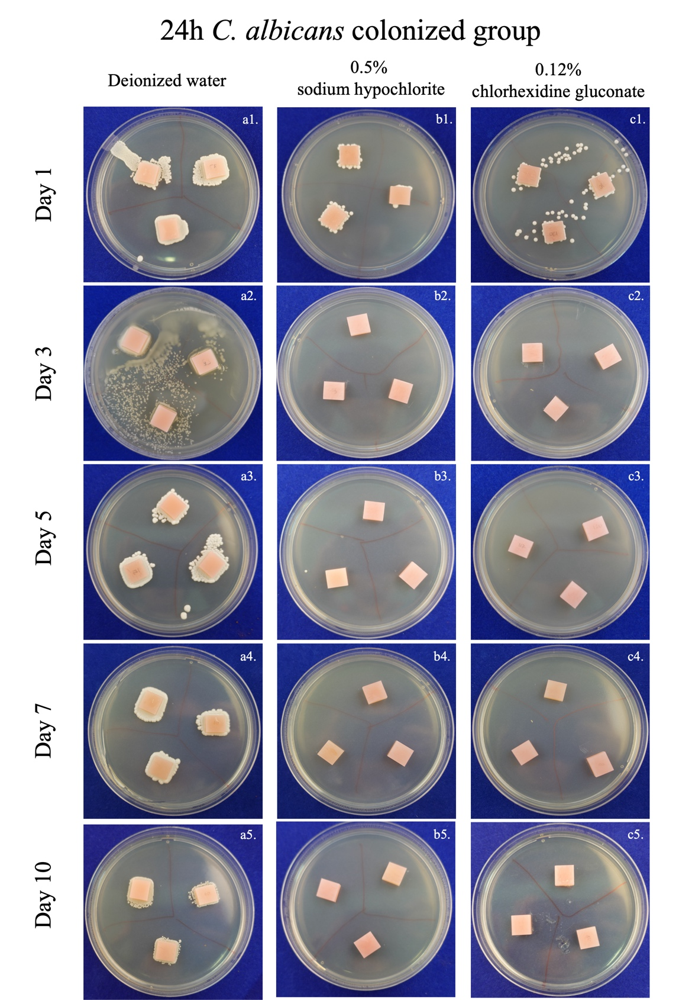 24h C. albicans colonized group
Deionized water
0.5%
sodium hypochlorite
0.12%
chlorhexidine gluconate
Day 1
a1.
b1.
c1.
Day 3
a2.
b2.
c2.
Day 5
a3.
b3.
c3.
Day 7
a4.
b4.
c4.
Day 10
a5.
b5.
c5.